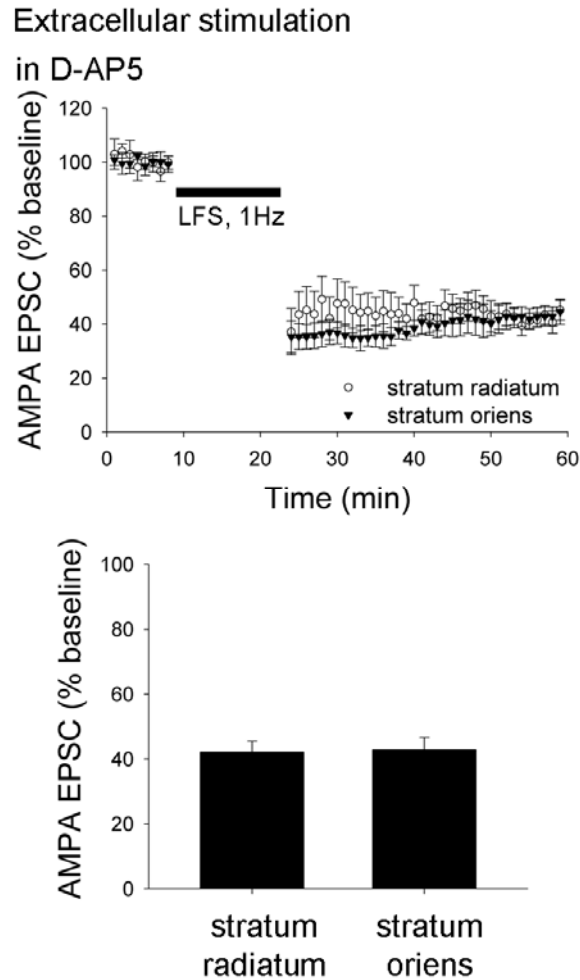 Extracellular stimulation
in D-AP5
AMPA EPSC (% baseline)
120
100
80
60
40
20
0
LFS, 1Hz
stratum radiatum
stratum oriens
0 10 20 30 40 50 60
Time (min)
AMPA EPSC (% baseline)
100
80
60
40
20
0
stratum radiatum
stratum oriens